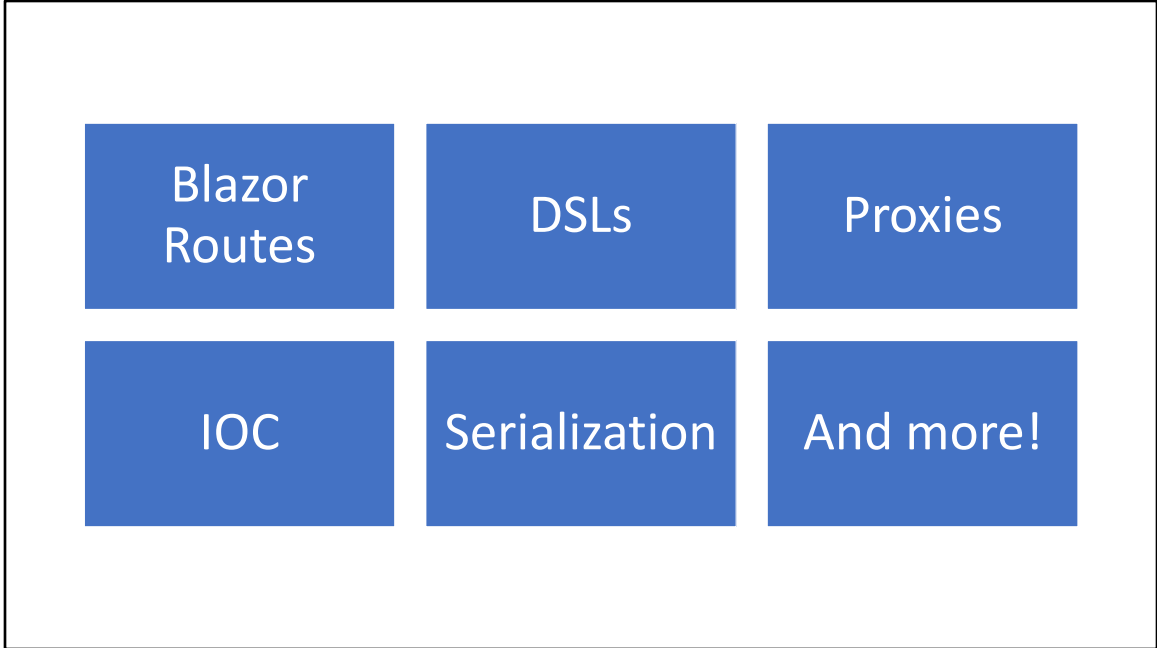 Blazor
Routes
DSLs
Proxies
IOC
Serialization
And more!